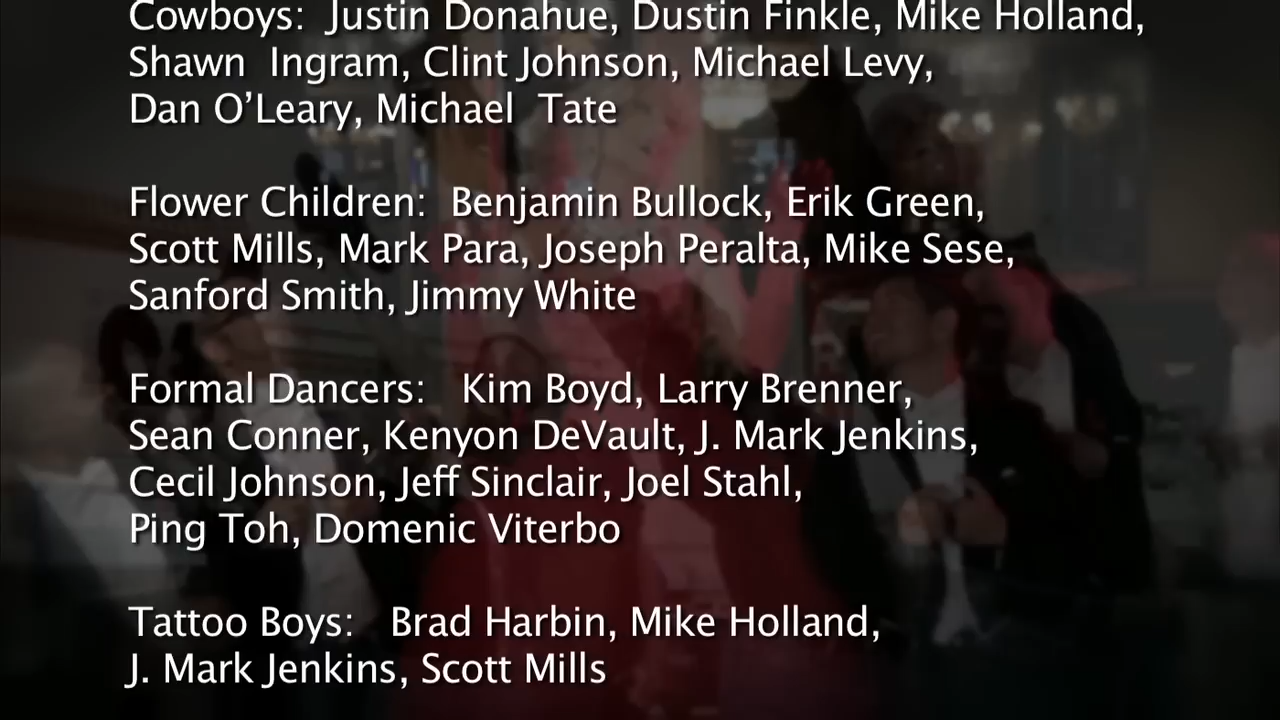 Cowboys: Justin Donahue, Dustin Finkle, Mike Holland,
Shawn Ingram, Clint Johnson, Michael Levy,
Dan O’Leary, Michael Tate
Flower Children: Benjamin Bullock, Erik Green,
Scott Mills, Mark Para, Joseph Peralta, Mike Sese,
Sanford Smith, Jimmy White
Formal Dancers: Kim Boyd, Larry Brenner,
Sean Conner, Kenyon DeVault, J. Mark Jenkins,
Cecil Johnson, Jeff Sinclair, Joel Stahl,
Ping Toh, Domenic Viterbo
Tattoo Boys: Brad Harbin, Mike Holland,
J. Mark Jenkins, Scott Mills